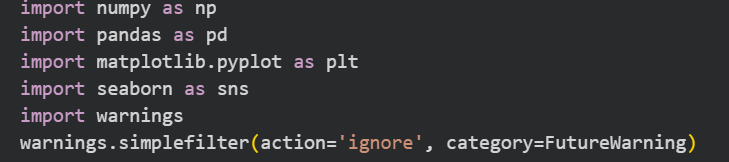 import numpy as np
import pandas as pd
import matplotlib.pyplot as plt
import seaborn as sns
import warnings
warnings.simplefilter(action='ignore', category=FutureWarning)